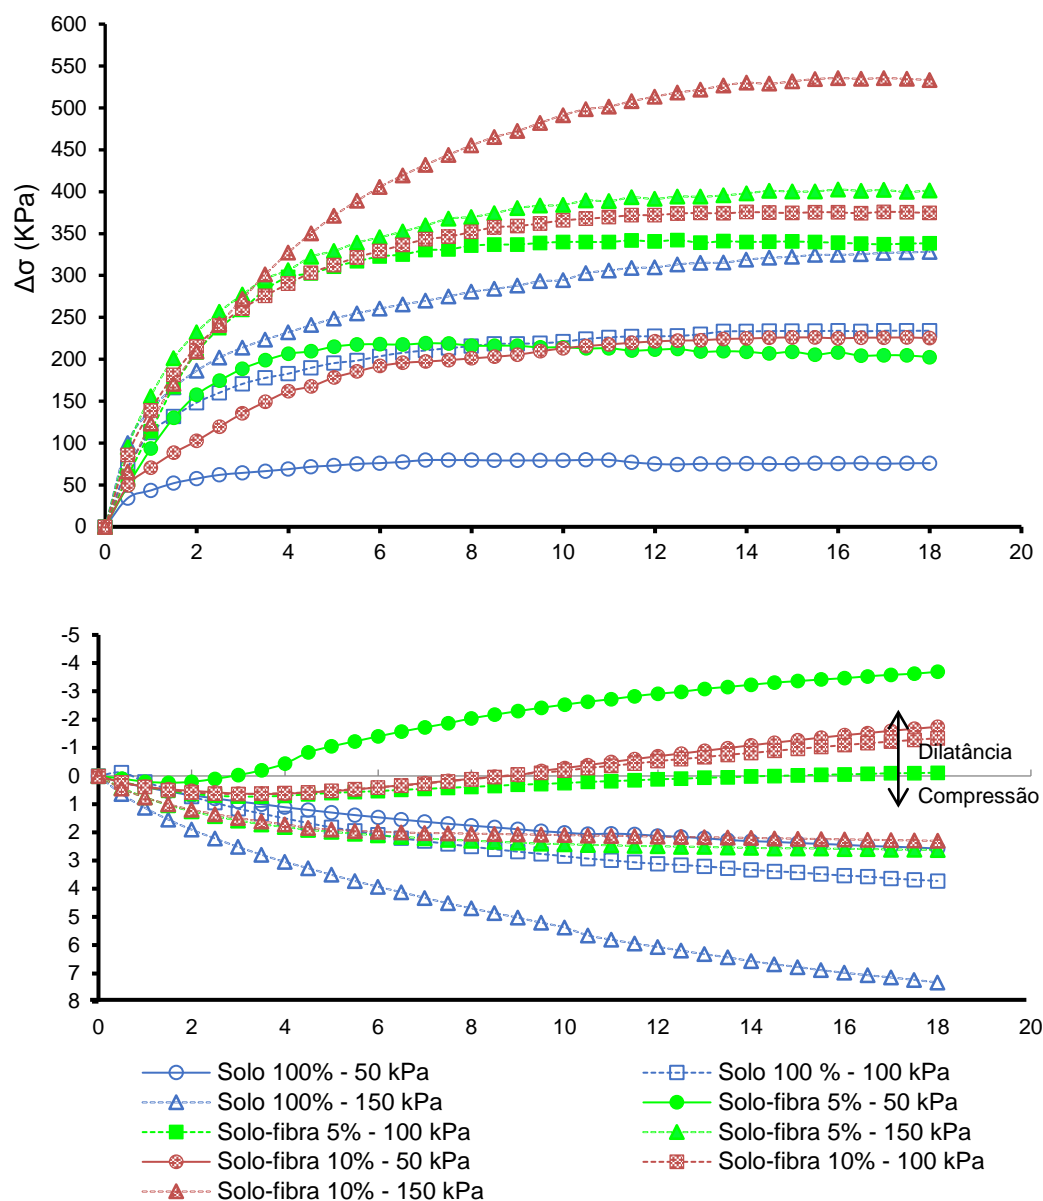 600
550
500
450
400
350
300
250
200
150
100
50
0
Δσ (KPa)
0 2 4 6 8 10 12 14 16 18 20
-5
-4
-3
-2
-1
0
1
2
3
4
5
6
7
8
Dilatância
Compressão
0 2 4 6 8 10 12 14 16 18 20
Solo 100% - 50 kPa
Solo 100 % - 100 kPa
Solo 100% - 150 kPa
Solo-fibra 5% - 50 kPa
Solo-fibra 5% - 100 kPa
Solo-fibra 5% - 150 kPa
Solo-fibra 10% - 50 kPa
Solo-fibra 10% - 100 kPa
Solo-fibra 10% - 150 kPa